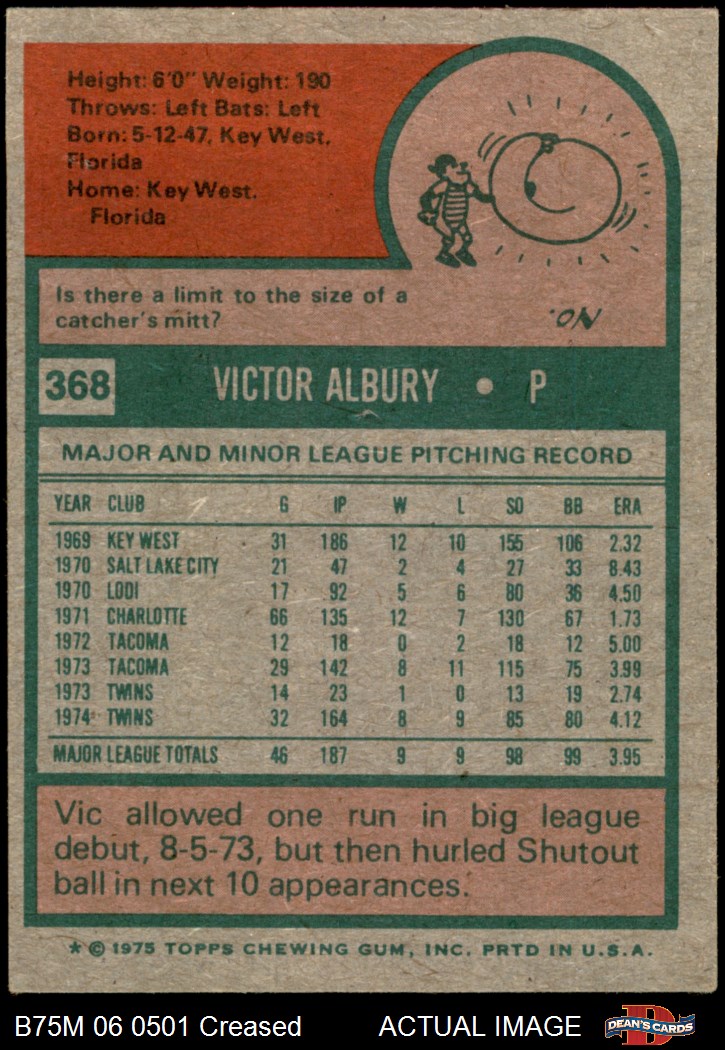 Height: 6'0" Weight: 190
Throws: Left Bats: Left
Born: 5-12-47, Key West,
Florida
Home: Key West.
Florida
Is there a limit to the size of a
catcher's mitt?
No.
368 VICTOR ALBURY • P
MAJOR AND MINOR LEAGUE PITCHING RECORD
YEAR CLUB G IP W L SO BB ERA
1969 KEY WEST 31 186 12 10 155 106 2.32
1970 SALT LAKE CITY 21 47 2 4 27 33 8.43
1970 LODI 17 92 5 6 80 36 4.50
1971 CHARLOTTE 66 135 12 7 130 67 1.73
1972 TACOMA 12 18 0 2 18 12 5.00
1973 TACOMA 29 142 8 11 115 75 3.99
1973 TWINS 14 23 1 0 13 19 2.74
1974 TWINS 32 164 8 9 85 80 4.12
MAJOR LEAGUE TOTALS 46 187 9 9 98 99 3.95
Vic allowed one run in big league
debut, 8-5-73, but then hurled Shutout
ball in next 10 appearances.
* © 1975 TOPPS CHEWING GUM, INC. PRTD IN U.S.A.
B75M 06 0501 Creased ACTUAL IMAGE
D
DEAN'S CARDS